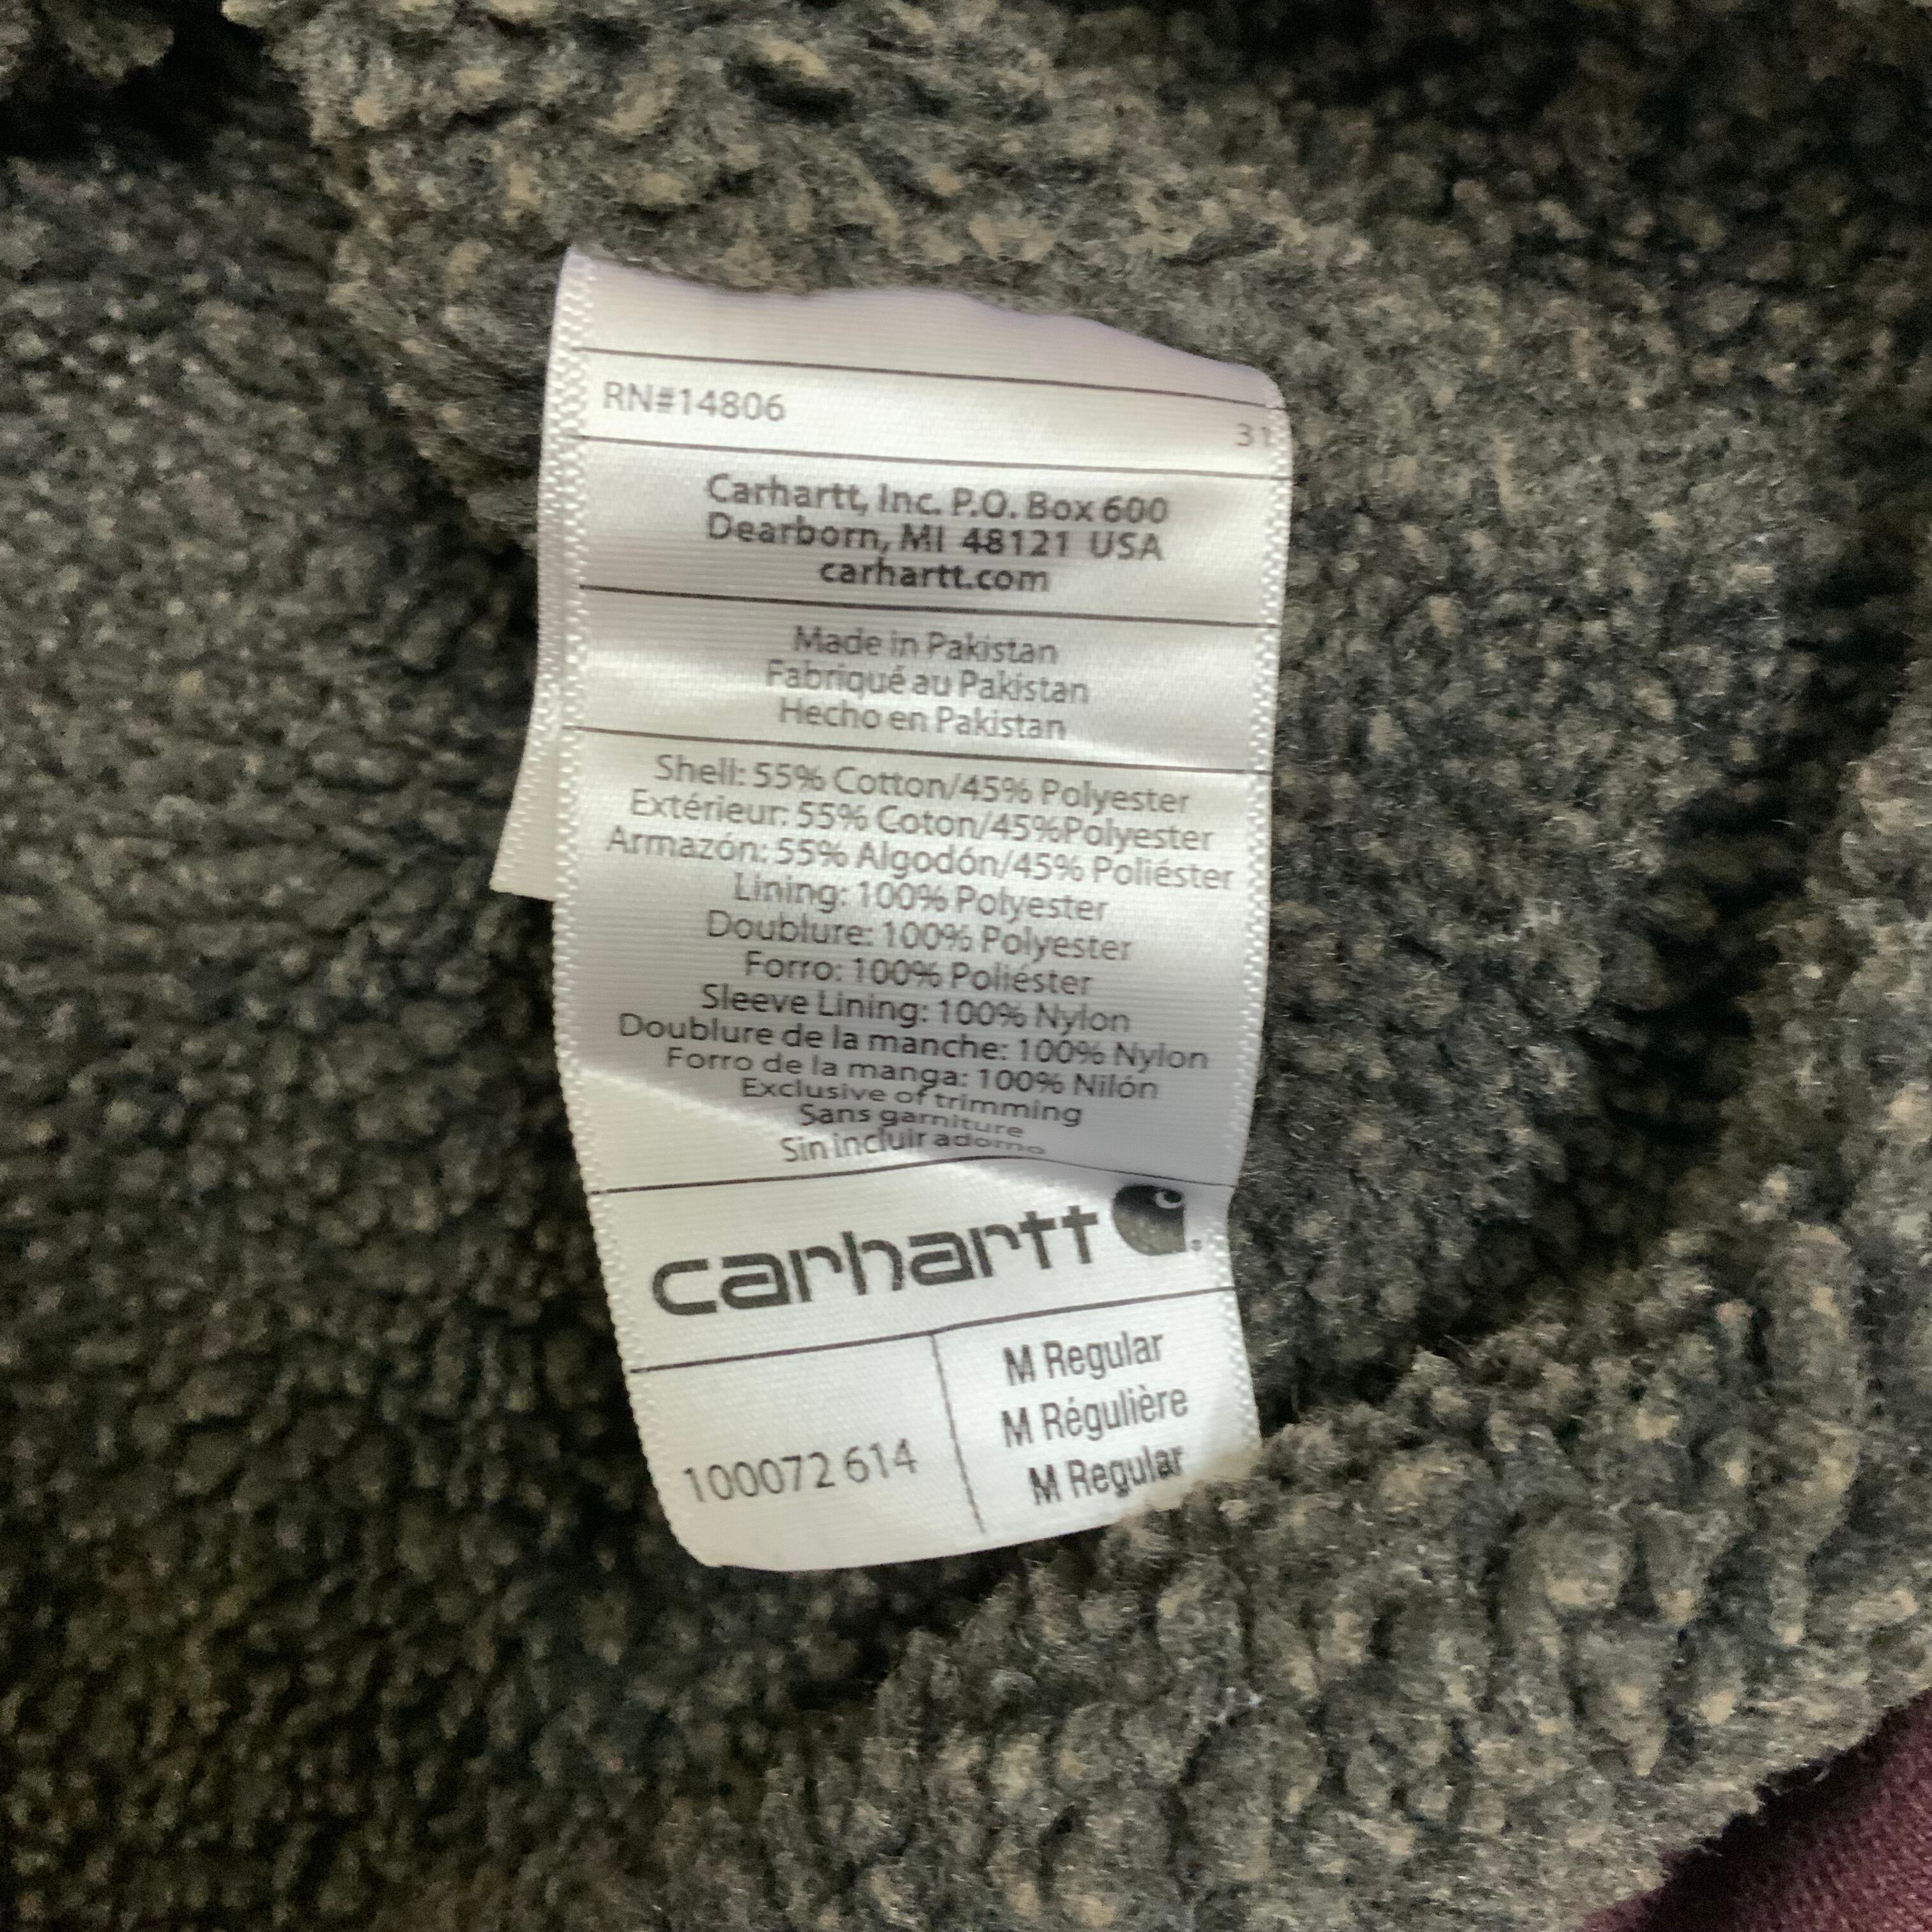 RN#14806
31
Carhartt, Inc. P.O. Box 600
Dearborn, MI 48121 USA
carhartt.com
Made in Pakistan
Fabriqué au Pakistan
Hecho en Pakistan
Shell: 55% Cotton/45% Polyester
Extérieur: 55% Coton/45%Polyester
Armazón: 55% Algodón/45% Poliéster
Lining: 100% Polyester
Doublure: 100% Polyester
Forro: 100% Poliéster
Sleeve Lining: 100% Nylon
Doublure de la manche: 100% Nylon
Forro de la manga: 100% Nilón
Exclusive of trimming
Sans garniture
Sin incluir adorno
carhartt
100072 614
M Regular
M Régulière
M Regular